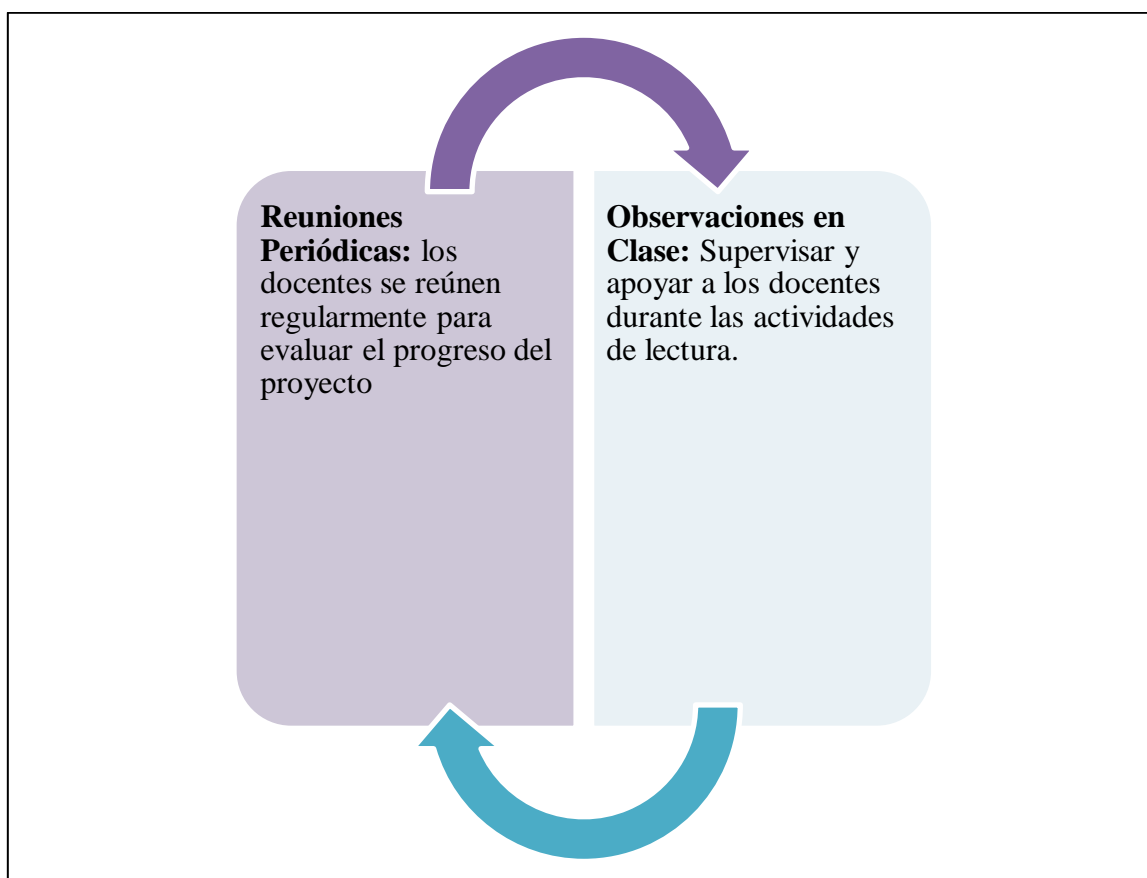 Reuniones
Periódicas: los
docentes se reúnen
regularmente para
evaluar el progreso del
proyecto
Observaciones en
Clase: Supervisar y
apoyar a los docentes
durante las actividades
de lectura.